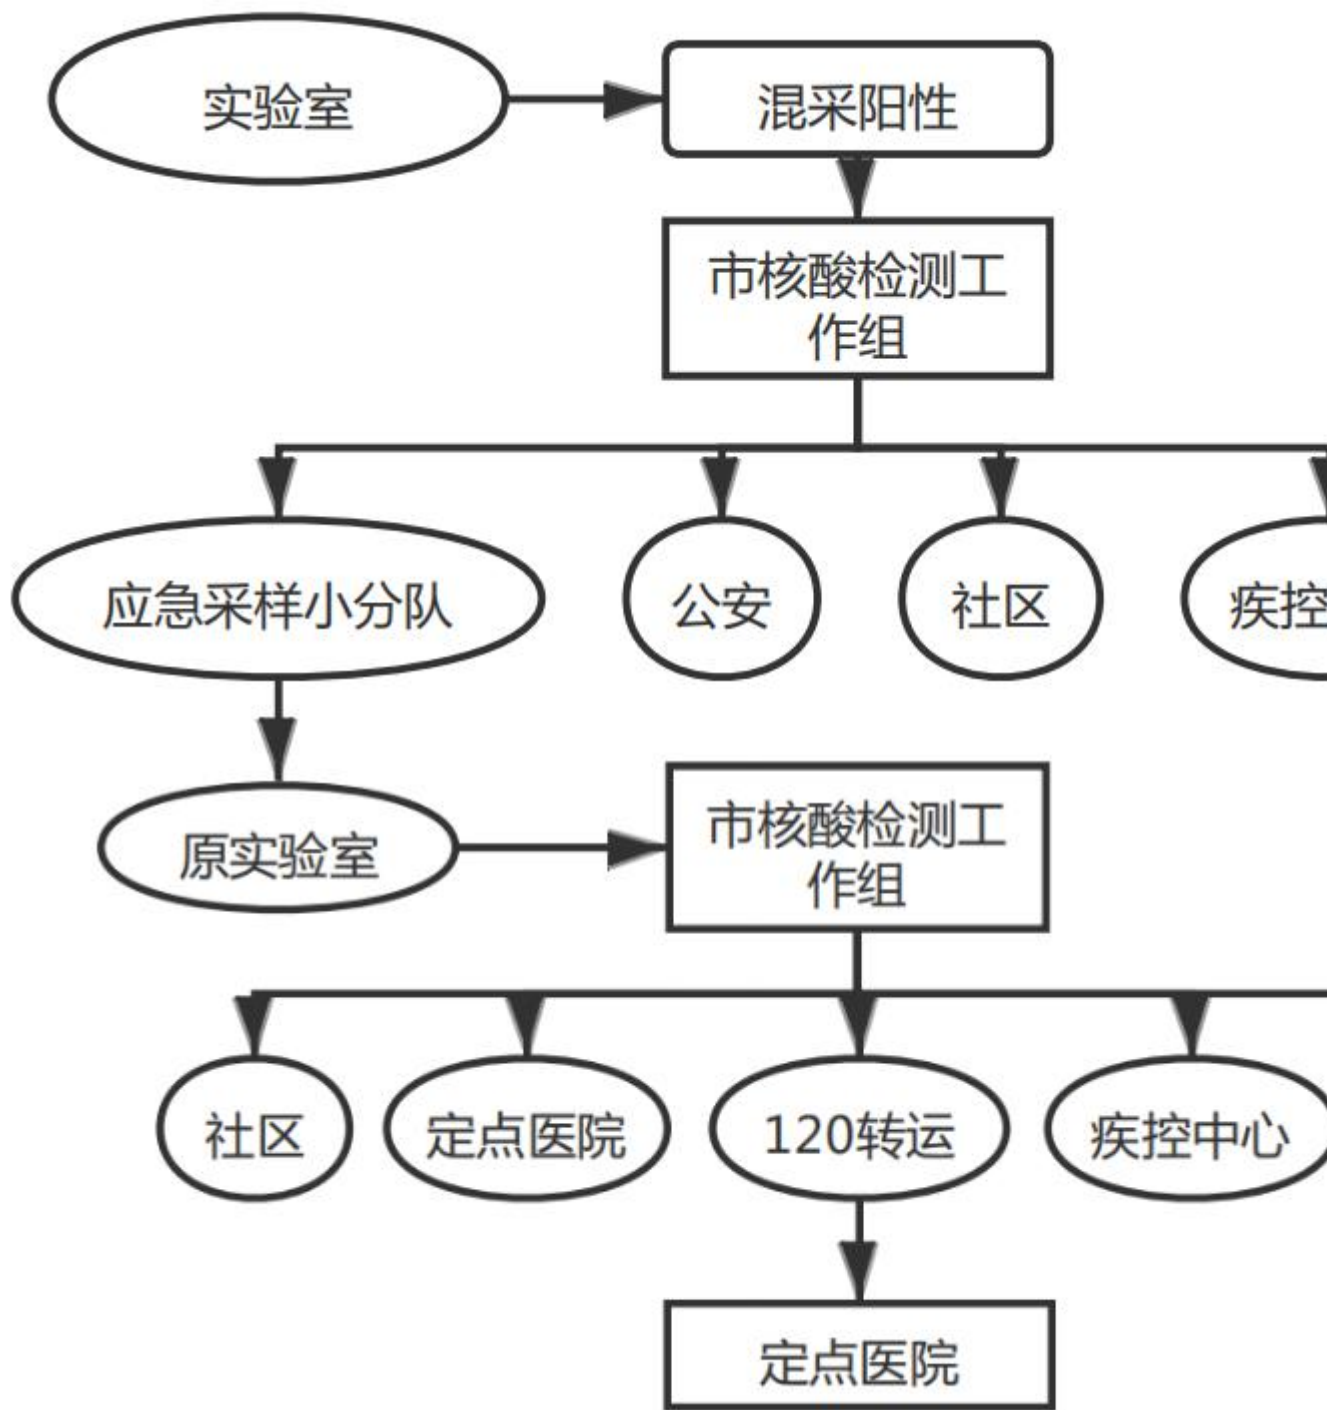 实验室
混采阳性
市核酸检测工
作组
应急采样小分队
公安
社区
疾控
原实验室
市核酸检测工
作组
社区
定点医院
120转运
疾控中心
定点医院